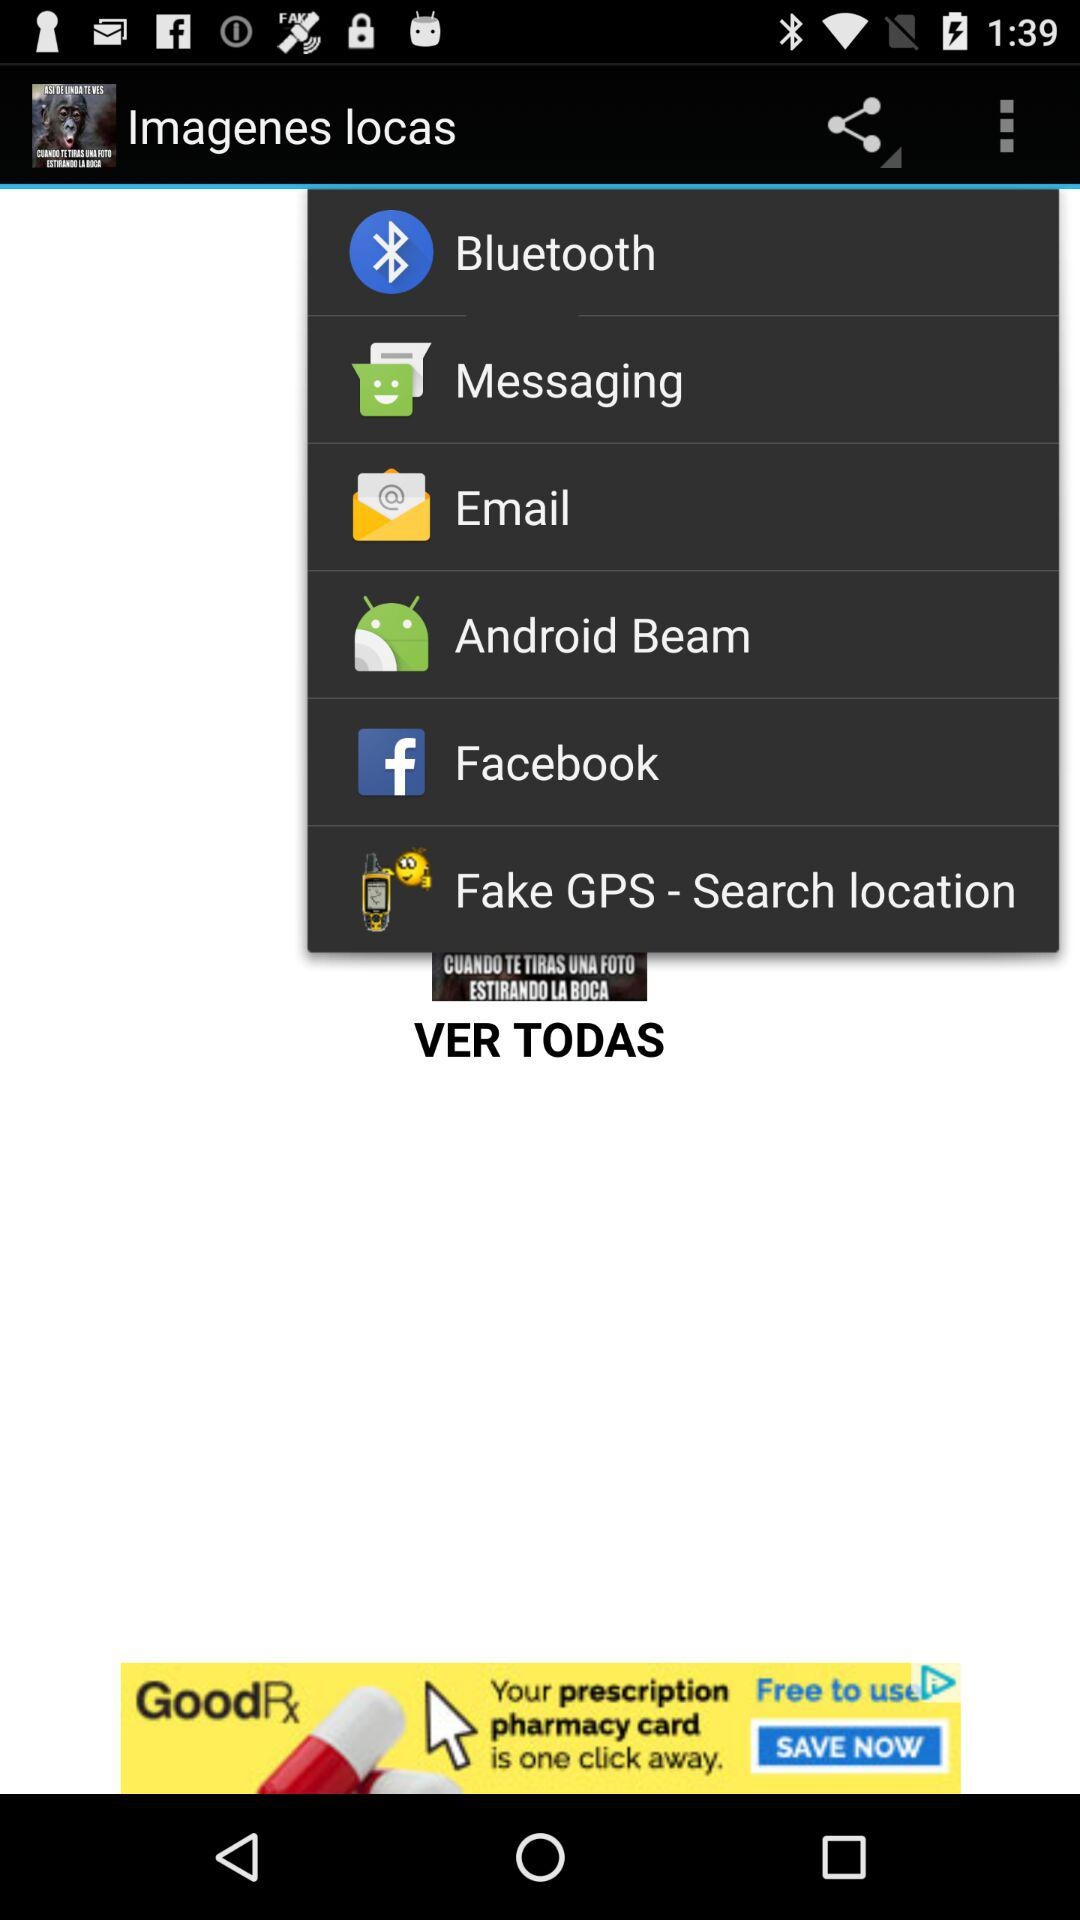 FAKE
1:39
ASI DE LINDA TE VES
CUANDO TE TIRAS UNA FOTO
ESTIRANDO LA BOCA
Imagenes locas
Bluetooth
Messaging
Email
Android Beam
Facebook
Fake GPS - Search location
CUANDO TE TIRAS UNA FOTO
ESTIRANDO LA BOCA
VER TODAS
GoodRx
Your prescription
pharmacy card
is one click away.
Free to use
SAVE NOW